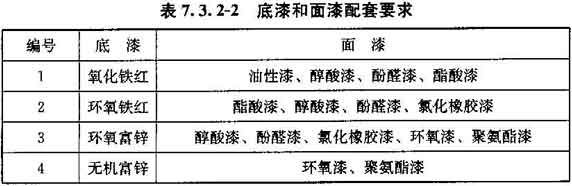 表 7.3.2-2 底漆和面漆配套要求
编号 底 漆 面 漆
1 氧化铁红 油性漆、醇酸漆、酚醛漆、酯酸漆
2 环氧铁红 酯酸漆、醇酸漆、酚醛漆、氯化橡胶漆
3 环氧富锌 醇酸漆、酚醛漆、氯化橡胶漆、环氧漆、聚氨酯漆
4 无机富锌 环氧漆、聚氨酯漆